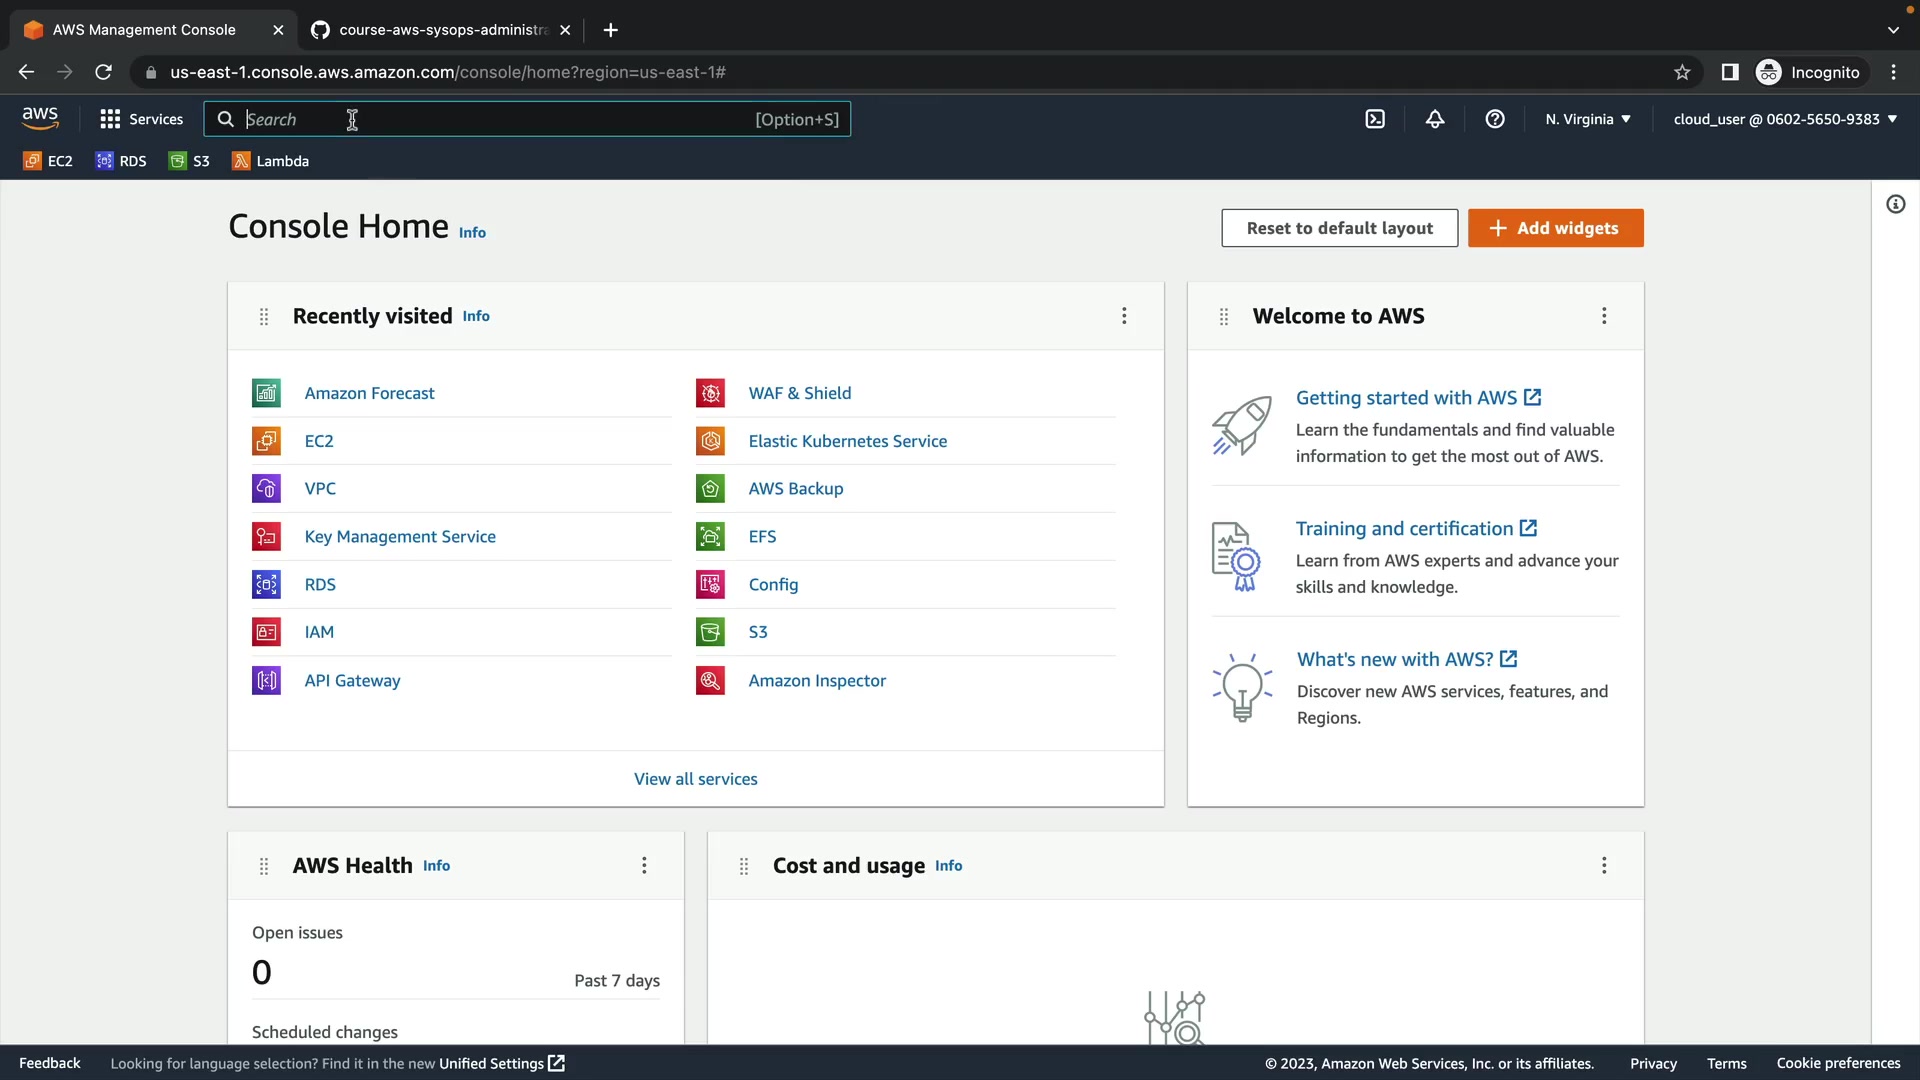 AWS Management Console
course-aws-sysops-administra
us-east-1.console.aws.amazon.com/console/home?region=us-east-1#
Incognito
aws
Services
Search
[Option+S]
N. Virginia
cloud_user @ 0602-5650-9383
EC2
RDS
S3
Lambda
Console Home
Info
Reset to default layout
Add widgets
Recently visited
Info
Amazon Forecast
EC2
VPC
Key Management Service
RDS
IAM
API Gateway
WAF & Shield
Elastic Kubernetes Service
AWS Backup
EFS
Config
S3
Amazon Inspector
View all services
Welcome to AWS
Getting started with AWS
Learn the fundamentals and find valuable
information to get the most out of AWS.
Training and certification
Learn from AWS experts and advance your
skills and knowledge.
What's new with AWS?
Discover new AWS services, features, and
Regions.
AWS Health
Info
Open issues
0
Past 7 days
Scheduled changes
Cost and usage
Info
Feedback
Looking for language selection? Find it in the new Unified Settings
© 2023, Amazon Web Services, Inc. or its affiliates.
Privacy
Terms
Cookie preferences